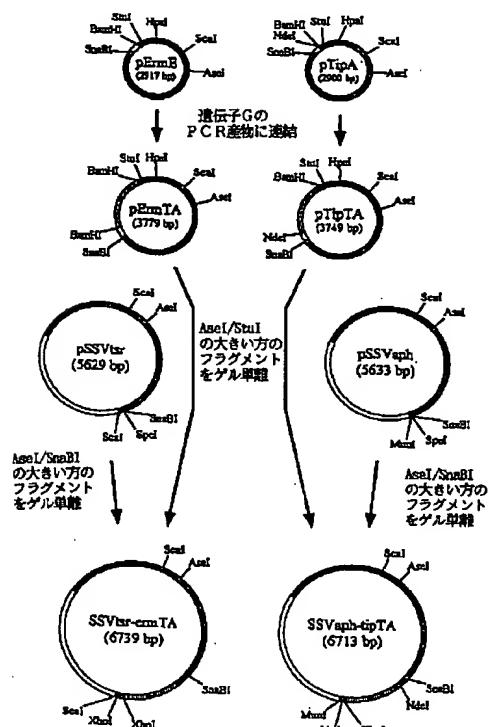 StuI
HpaI
BamHI
SnaBI
ScaI
AseI
pErmE
(2917 bp)
StuI
BamHI
HpaI
NdeI
SnaBI
ScaI
AseI
pTipA
(2900 bp)
遺伝子Gの
PCR産物に連結
StuI HpaI
BamHI
ScaI
AseI
pErmTA
(3779 bp)
BamHI
SnaBI
HpaI
StuI
BamHI
ScaI
AseI
pTipTA
(3749 bp)
NdeI
SnaBI
ScaI
AseI
pSSVtsr
(5629 bp)
SnaBI
SpeI
ScaI
AseI/StuI
の大きい方の
フラグメント
をゲル単離
ScaI
AseI
pSSVaph
(5633 bp)
SnaBI
SpeI
MunI
AseI/SnaBI
の大きい方の
フラグメント
をゲル単離
AseI/SnaBI
の大きい方の
フラグメント
をゲル単離
ScaI
AseI
SSVtsr-ermTA
(6739 bp)
SnaBI
ScaI
XhoI
XhoI
ScaI
AseI
SSVaph-tipTA
(6713 bp)
SnaBI
NdeI
MunI